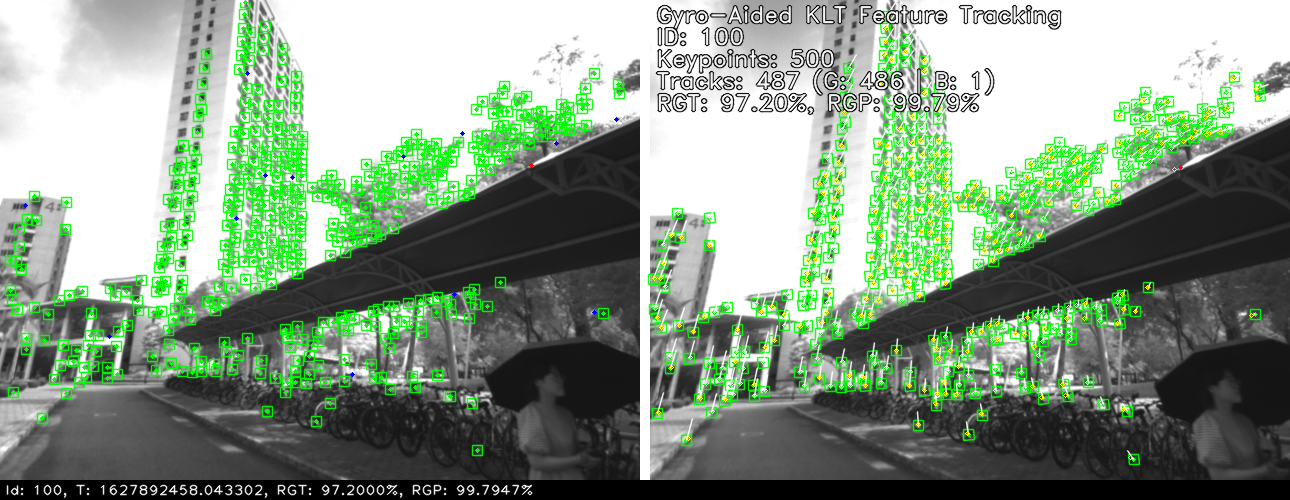 Gyro-Aided KLT Feature Tracking
ID: 100
Keypoints: 500
Tracks: 487 (G: 486 | B: 1)
RGT: 97.20%, RGP: 99.79%
Id: 100, T: 1627892458.043302, RGT: 97.2000%, RGP: 99.7947%